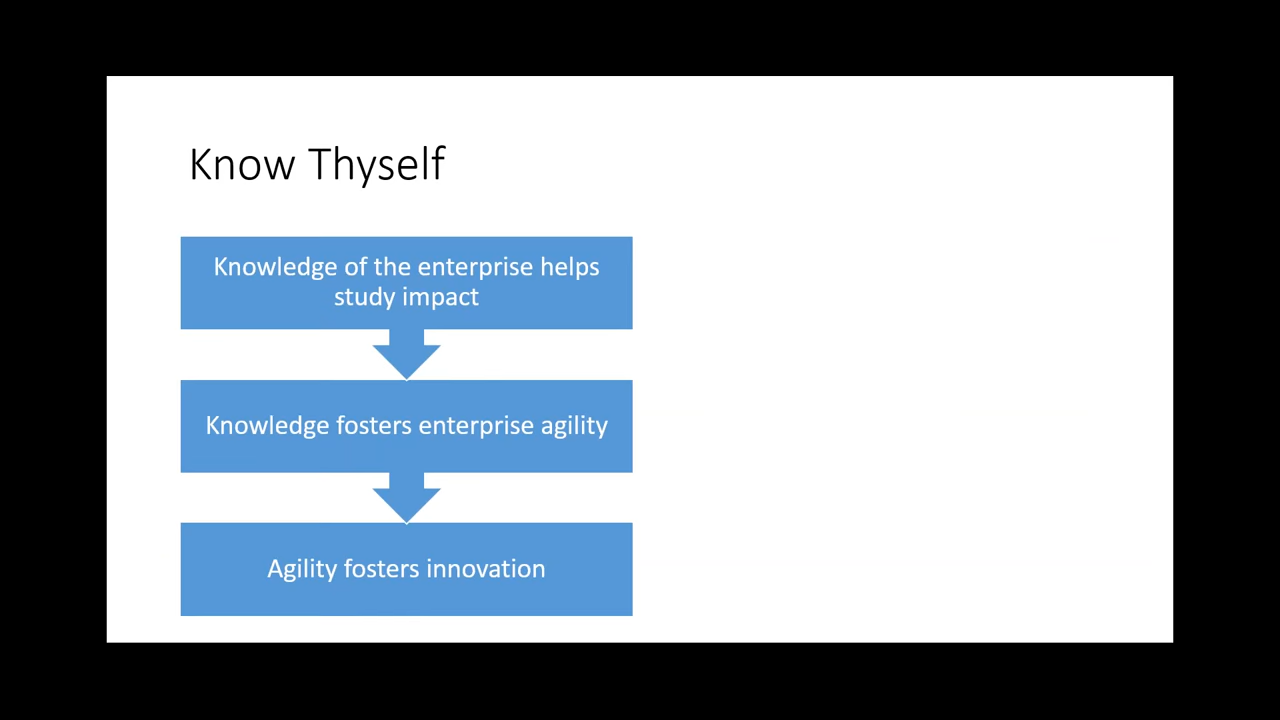 Know Thyself
Knowledge of the enterprise helps
study impact
Knowledge fosters enterprise agility
Agility fosters innovation